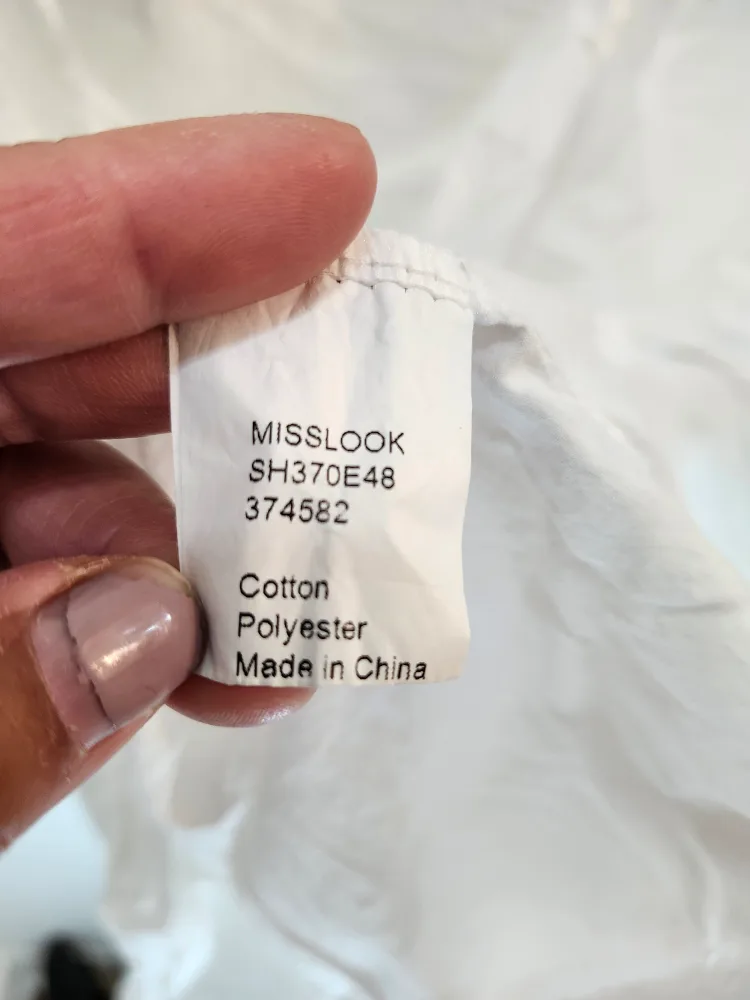 MISSLOOK
SH370E48
374582
Cotton
Polyester
Made in China